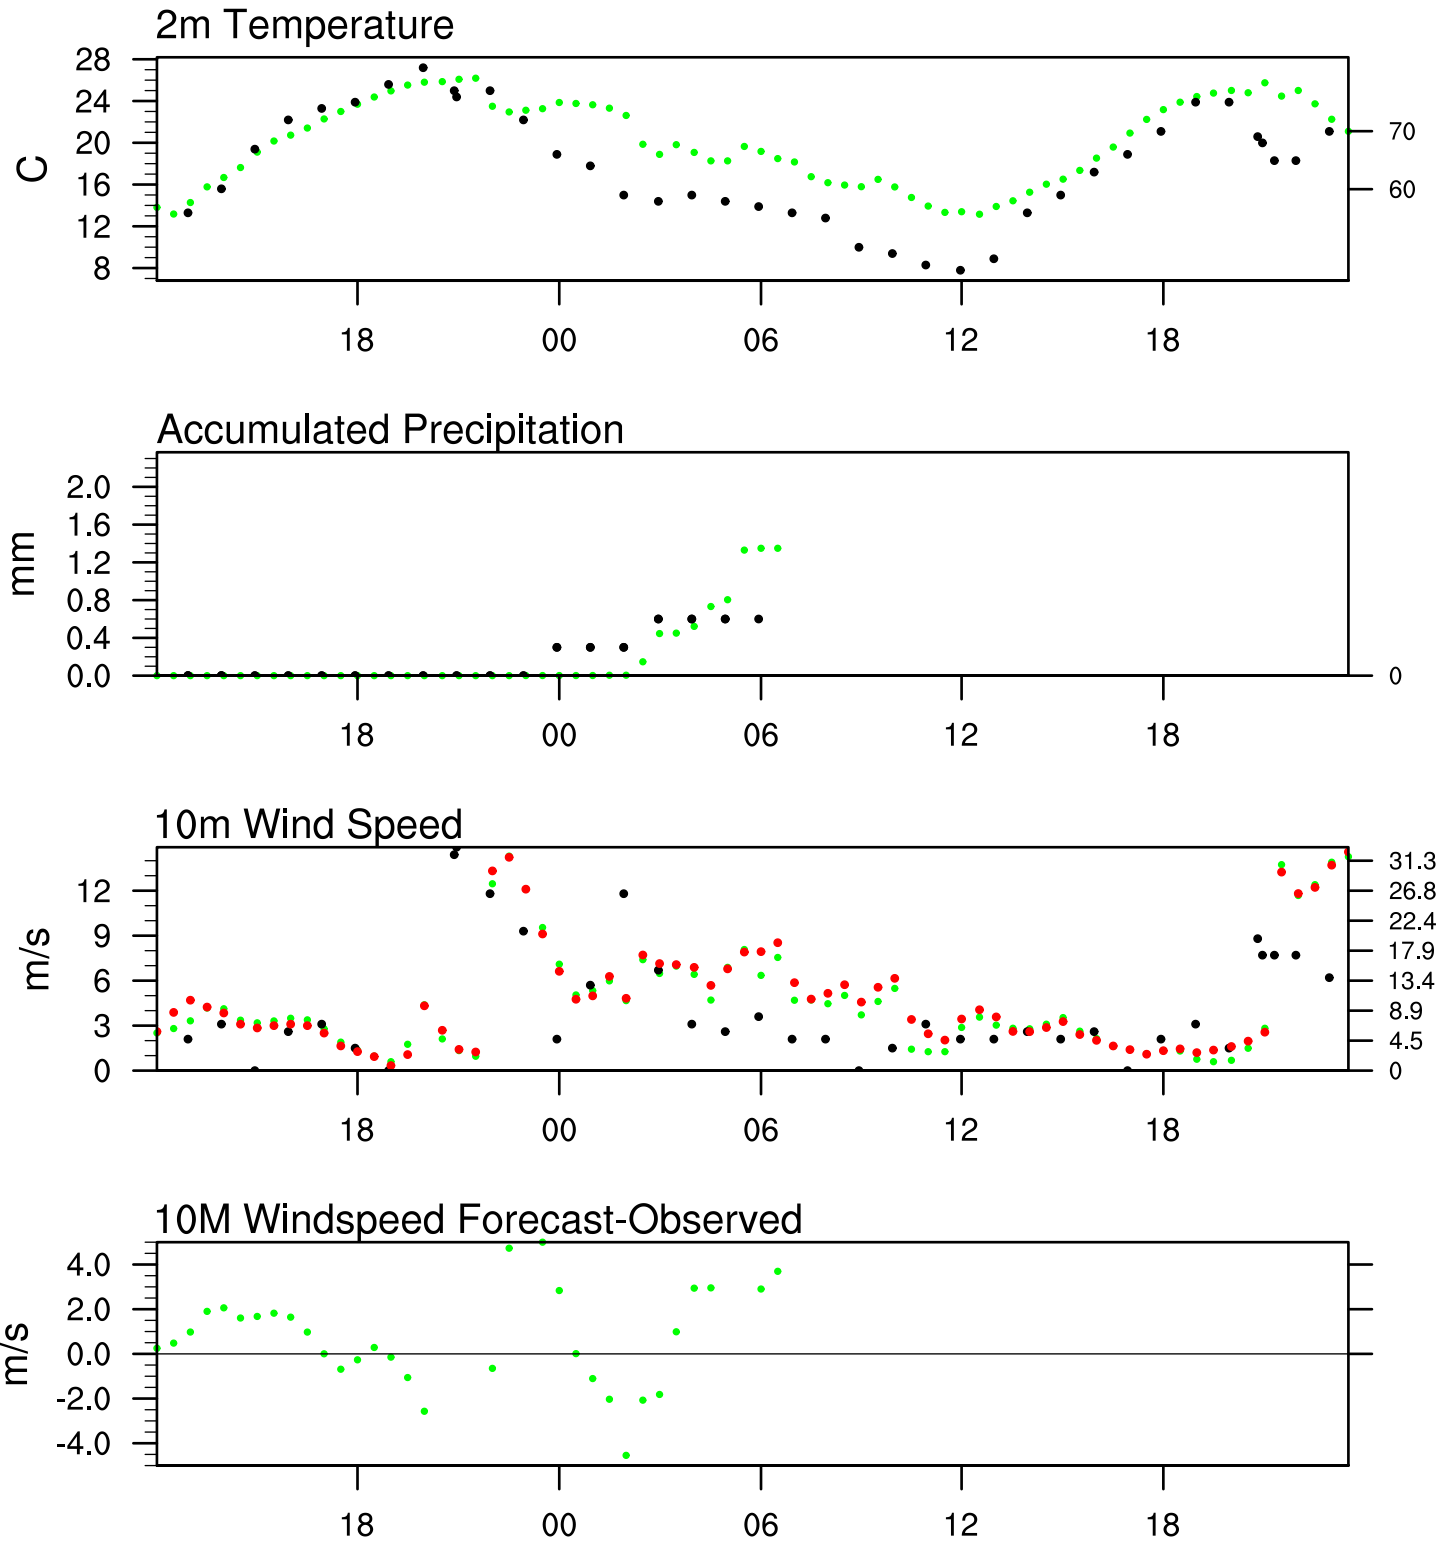 2m Temperature
28
24
20
16
12
8
C
70
60
18 00 06 12 18
Accumulated Precipitation
2.0
1.6
1.2
0.8
0.4
0.0
mm
0
18 00 06 12 18
10m Wind Speed
12
9
6
3
0
m/s
31.3
26.8
22.4
17.9
13.4
8.9
4.5
0
18 00 06 12 18
10M Windspeed Forecast-Observed
4.0
2.0
0.0
-2.0
-4.0
m/s
18 00 06 12 18